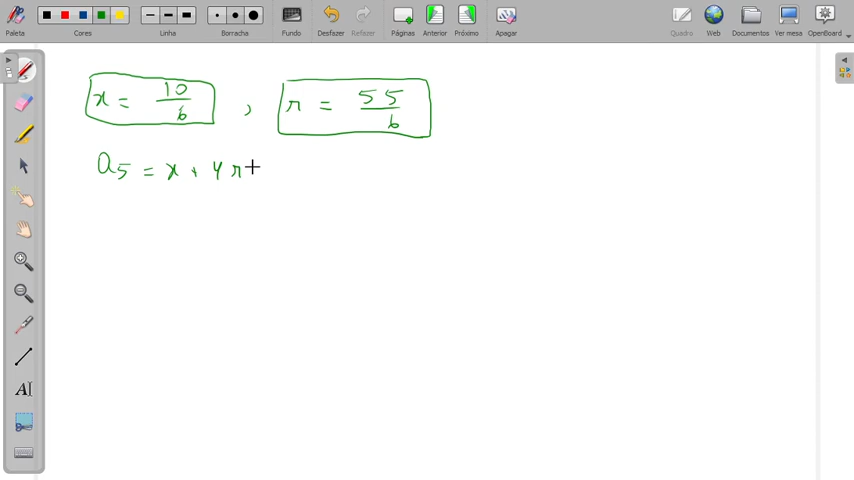 Paleta Cores Linha Borracha Fundo Desfazer Refazer Páginas Anterior Próximo Apagar Quadro Web Documentos Ver mesa OpenBoard
x = 10/6 , r = 55/6
a₅ = x + 4r